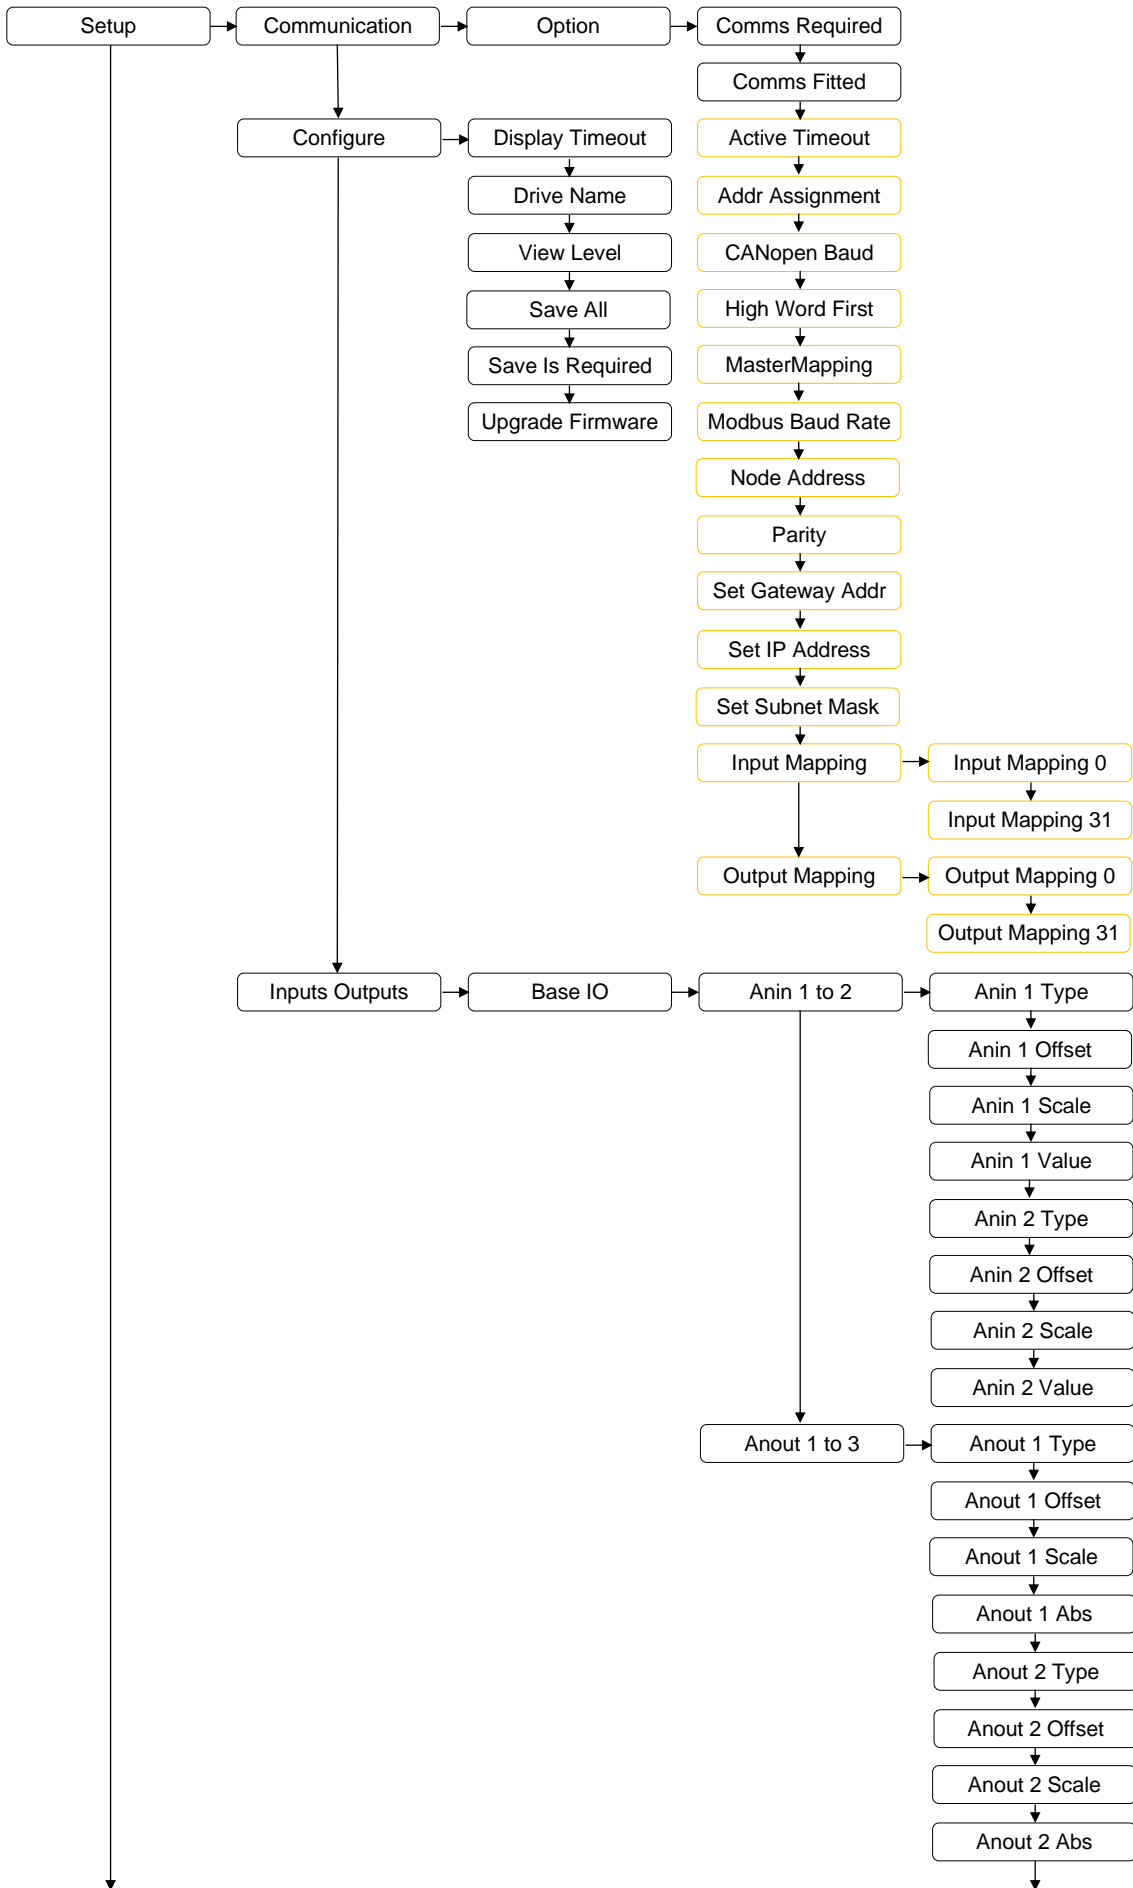 Setup
Communication
Option
Comms Required
Comms Fitted
Configure
Display Timeout
Active Timeout
Drive Name
Addr Assignment
View Level
CANopen Baud
Save All
High Word First
Save Is Required
MasterMapping
Upgrade Firmware
Modbus Baud Rate
Node Address
Parity
Set Gateway Addr
Set IP Address
Set Subnet Mask
Input Mapping
Input Mapping 0
Input Mapping 31
Output Mapping
Output Mapping 0
Output Mapping 31
Inputs Outputs
Base IO
Anin 1 to 2
Anin 1 Type
Anin 1 Offset
Anin 1 Scale
Anin 1 Value
Anin 2 Type
Anin 2 Offset
Anin 2 Scale
Anin 2 Value
Anout 1 to 3
Anout 1 Type
Anout 1 Offset
Anout 1 Scale
Anout 1 Abs
Anout 2 Type
Anout 2 Offset
Anout 2 Scale
Anout 2 Abs